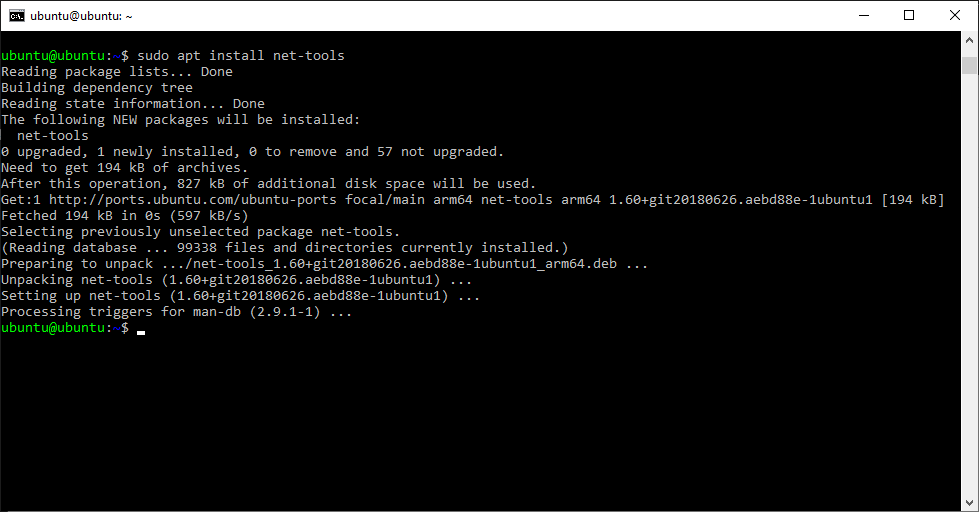 ubuntu@ubuntu: ~
ubuntu@ubuntu:~$ sudo apt install net-tools
Reading package lists... Done
Building dependency tree
Reading state information... Done
The following NEW packages will be installed:
  net-tools
0 upgraded, 1 newly installed, 0 to remove and 57 not upgraded.
Need to get 194 kB of archives.
After this operation, 827 kB of additional disk space will be used.
Get:1 http://ports.ubuntu.com/ubuntu-ports focal/main arm64 net-tools arm64 1.60+git20180626.aebd88e-1ubuntu1 [194 kB]
Fetched 194 kB in 0s (597 kB/s)
Selecting previously unselected package net-tools.
(Reading database ... 99338 files and directories currently installed.)
Preparing to unpack .../net-tools_1.60+git20180626.aebd88e-1ubuntu1_arm64.deb ...
Unpacking net-tools (1.60+git20180626.aebd88e-1ubuntu1) ...
Setting up net-tools (1.60+git20180626.aebd88e-1ubuntu1) ...
Processing triggers for man-db (2.9.1-1) ...
ubuntu@ubuntu:~$